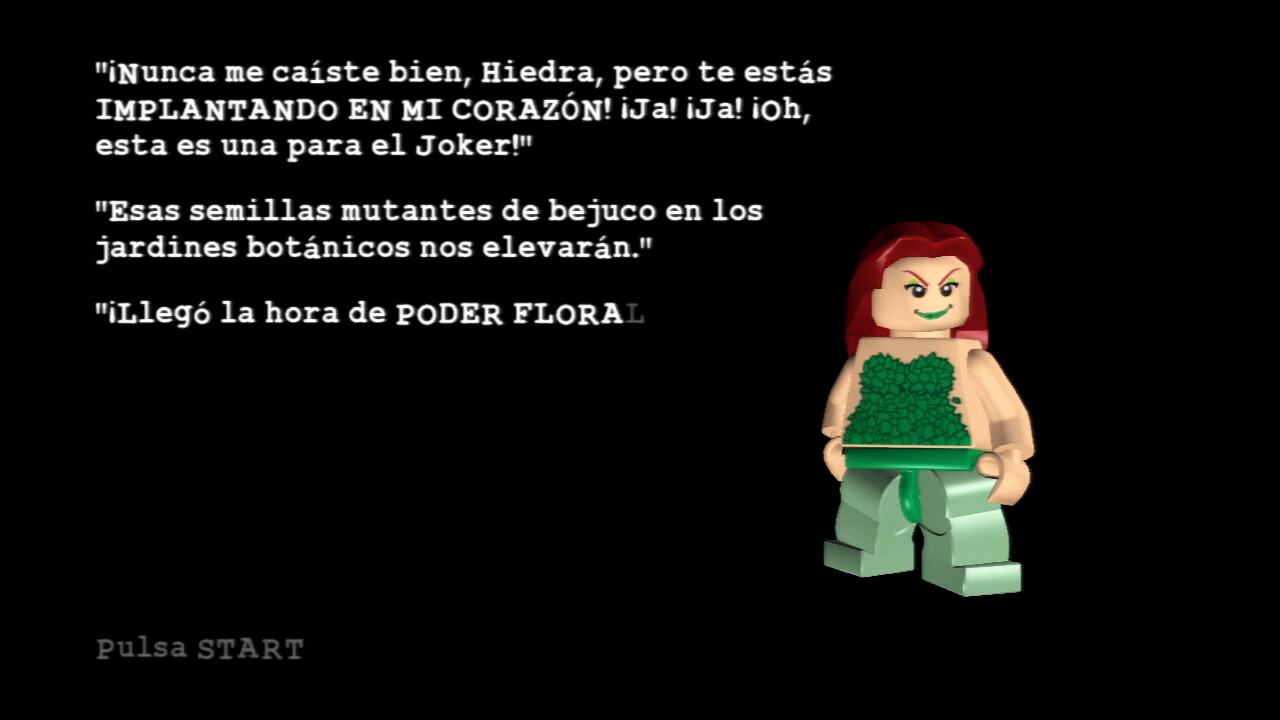 "¡Nunca me caíste bien, Hiedra, pero te estás
IMPLANTANDO EN MI CORAZÓN! ¡Ja! ¡Ja! ¡Oh,
esta es una para el Joker!"
"Esas semillas mutantes de bejuco en los
jardines botánicos nos elevarán."
"¡Llegó la hora de PODER FLORAL
Pulsa START